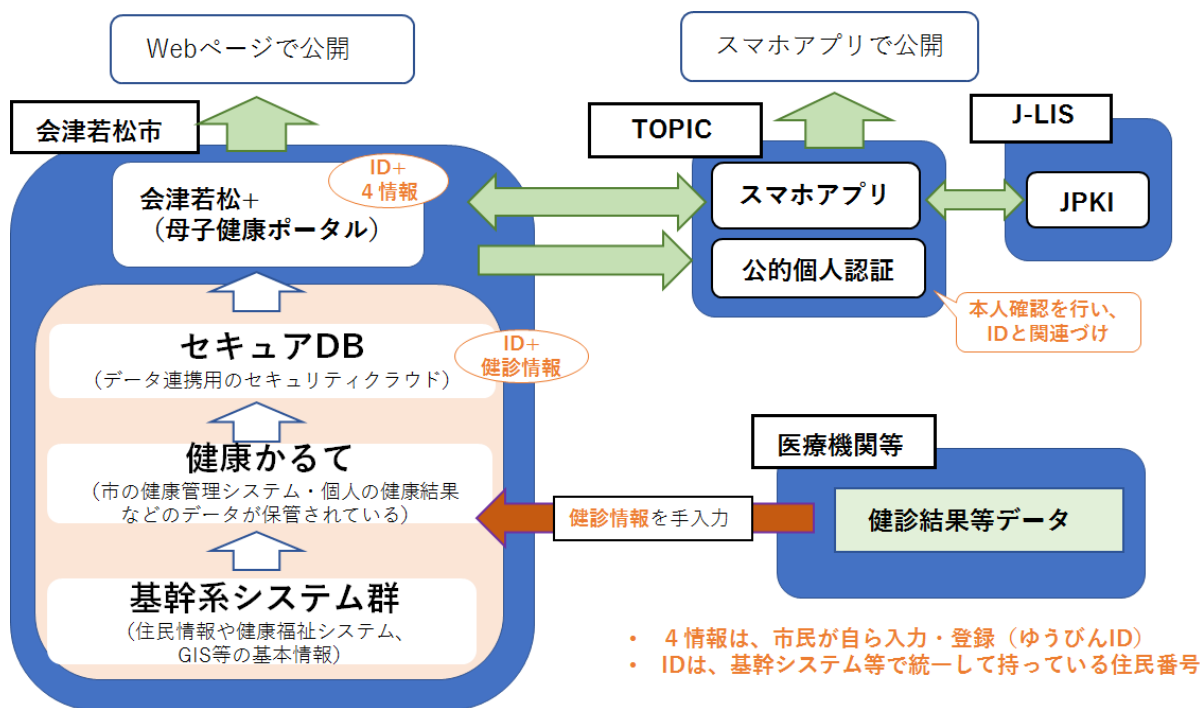 Webページで公開
スマホアプリで公開
会津若松市
TOPIC
J-LIS
ID+
4 情報
会津若松+
（母子健康ポータル）
スマホアプリ
JPKI
公的個人認証
本人確認を行い、
IDと関連づけ
セキュアDB
（データ連携用のセキュリティクラウド）
ID+
健診情報
健康かるて
（市の健康管理システム・個人の健康結果
などのデータが保管されている）
医療機関等
健診情報を手入力
健診結果等データ
基幹系システム群
（住民情報や健康福祉システム、
GIS等の基本情報）
• 4 情報は、市民が自ら入力・登録（ゆうびんID）
• IDは、基幹システム等で統一して持っている住民番号